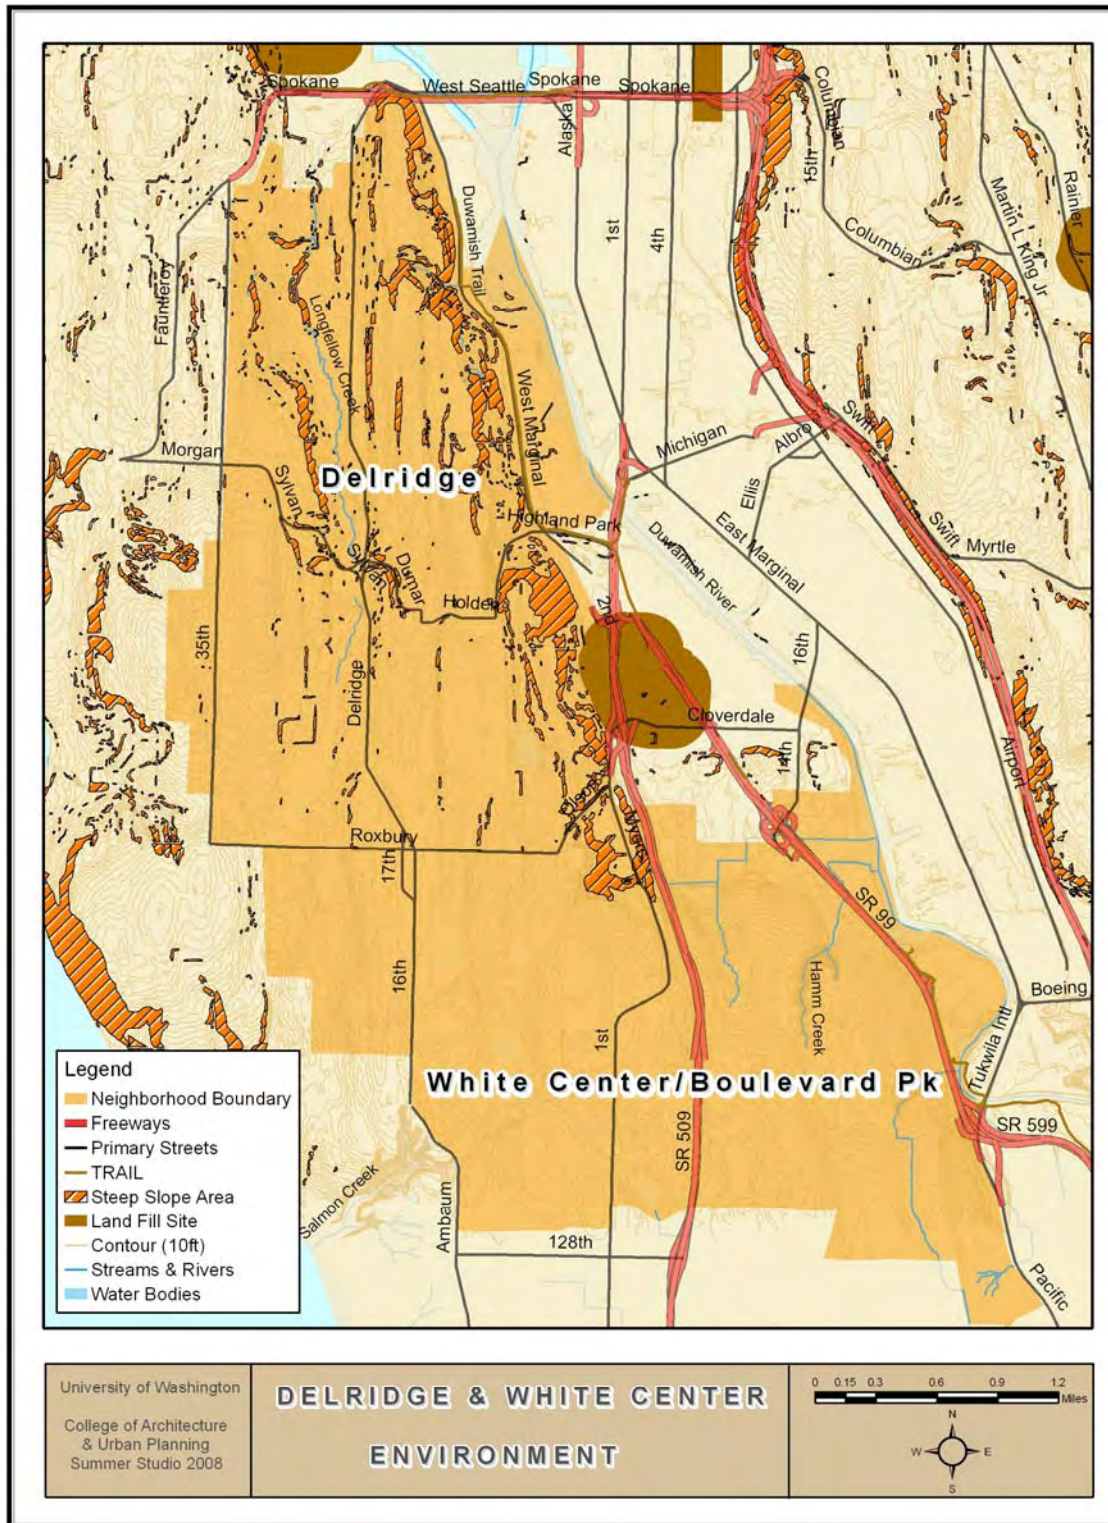 Spokane
West Seattle
Spokane
Spokane
Columbian
Alaska
15th
1st
4th
Rainier
Martin L King Jr
Duwamish Trail
Columbian
Fauntleroy
Longfellow Creek
West Marginal
Swift
Albro
Michigan
Morgan
Delridge
Sylvan
Ellis
Highland Park
East Marginal
Swift
Myrtle
Duwamish River
Sylvan
Dumar
Holden
2nd
35th
16th
Delridge
Cloverdale
14th
Airport
Olson
Myers
Roxbury
17th
SR 99
16th
Hamm Creek
Boeing
1st
Tukwila Intl
White Center/Boulevard Pk
SR 509
SR 599
Salmon Creek
Ambaum
128th
Pacific
Legend
Neighborhood Boundary
Freeways
Primary Streets
TRAIL
Steep Slope Area
Land Fill Site
Contour (10ft)
Streams & Rivers
Water Bodies
University of Washington
College of Architecture
& Urban Planning
Summer Studio 2008
DELRIDGE & WHITE CENTER
ENVIRONMENT
0 0.15 0.3 0.6 0.9 1.2
Miles
N
W E
S